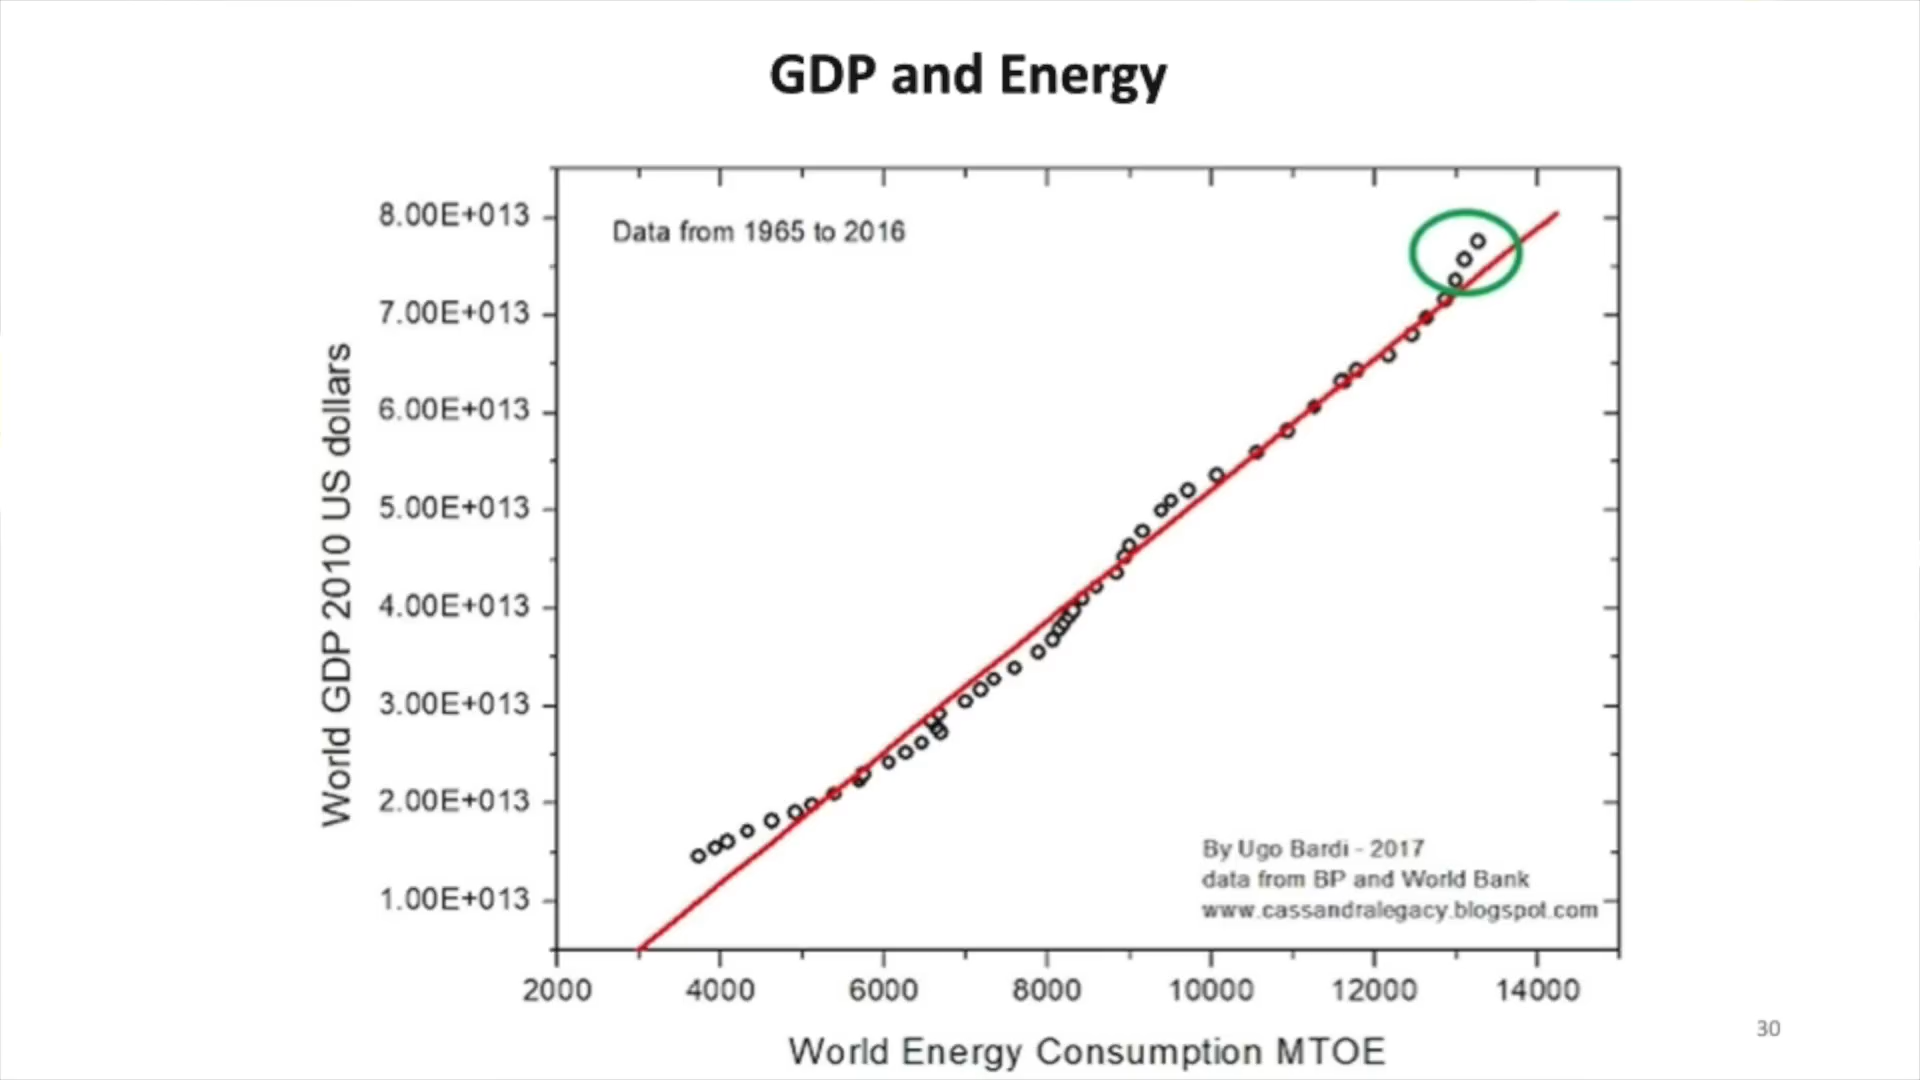 GDP and Energy
Data from 1965 to 2016
World GDP 2010 US dollars
8.00E+013
7.00E+013
6.00E+013
5.00E+013
4.00E+013
3.00E+013
2.00E+013
1.00E+013
By Ugo Bardi - 2017
data from BP and World Bank
www.cassandralegacy.blogspot.com
2000 4000 6000 8000 10000 12000 14000
World Energy Consumption MTOE
30